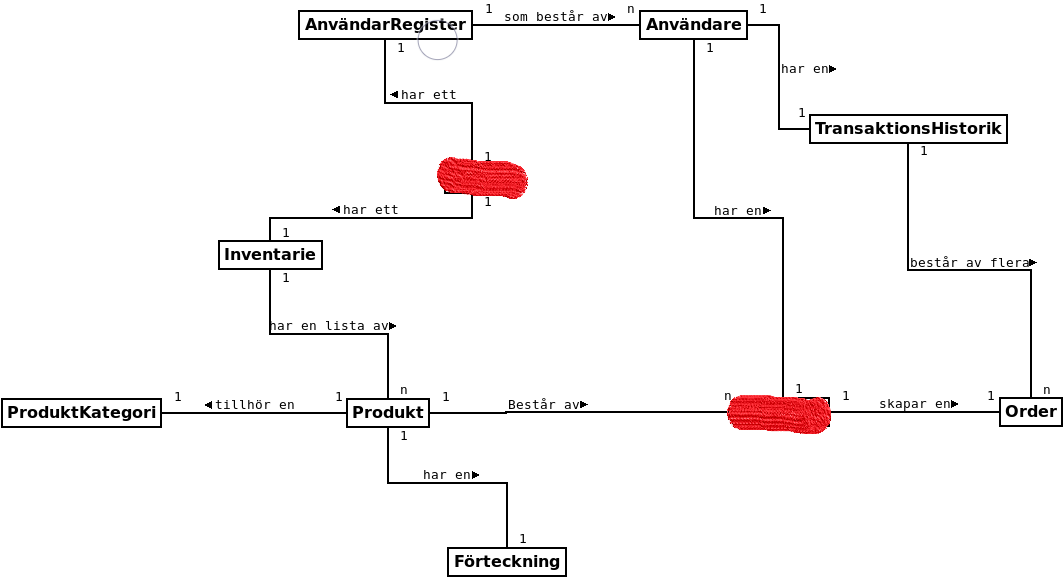 AnvändarRegister
1
som består av
n
Användare
1
1
1
har en
har ett
1
TransaktionsHistorik
1
1
1
har ett
har en
1
Inventarie
1
består av flera
har en lista av
n
1
1
n
ProduktKategori
1
tillhör en
1
Produkt
1
Består av
n
1
skapar en
1
Order
1
har en
1
Förteckning